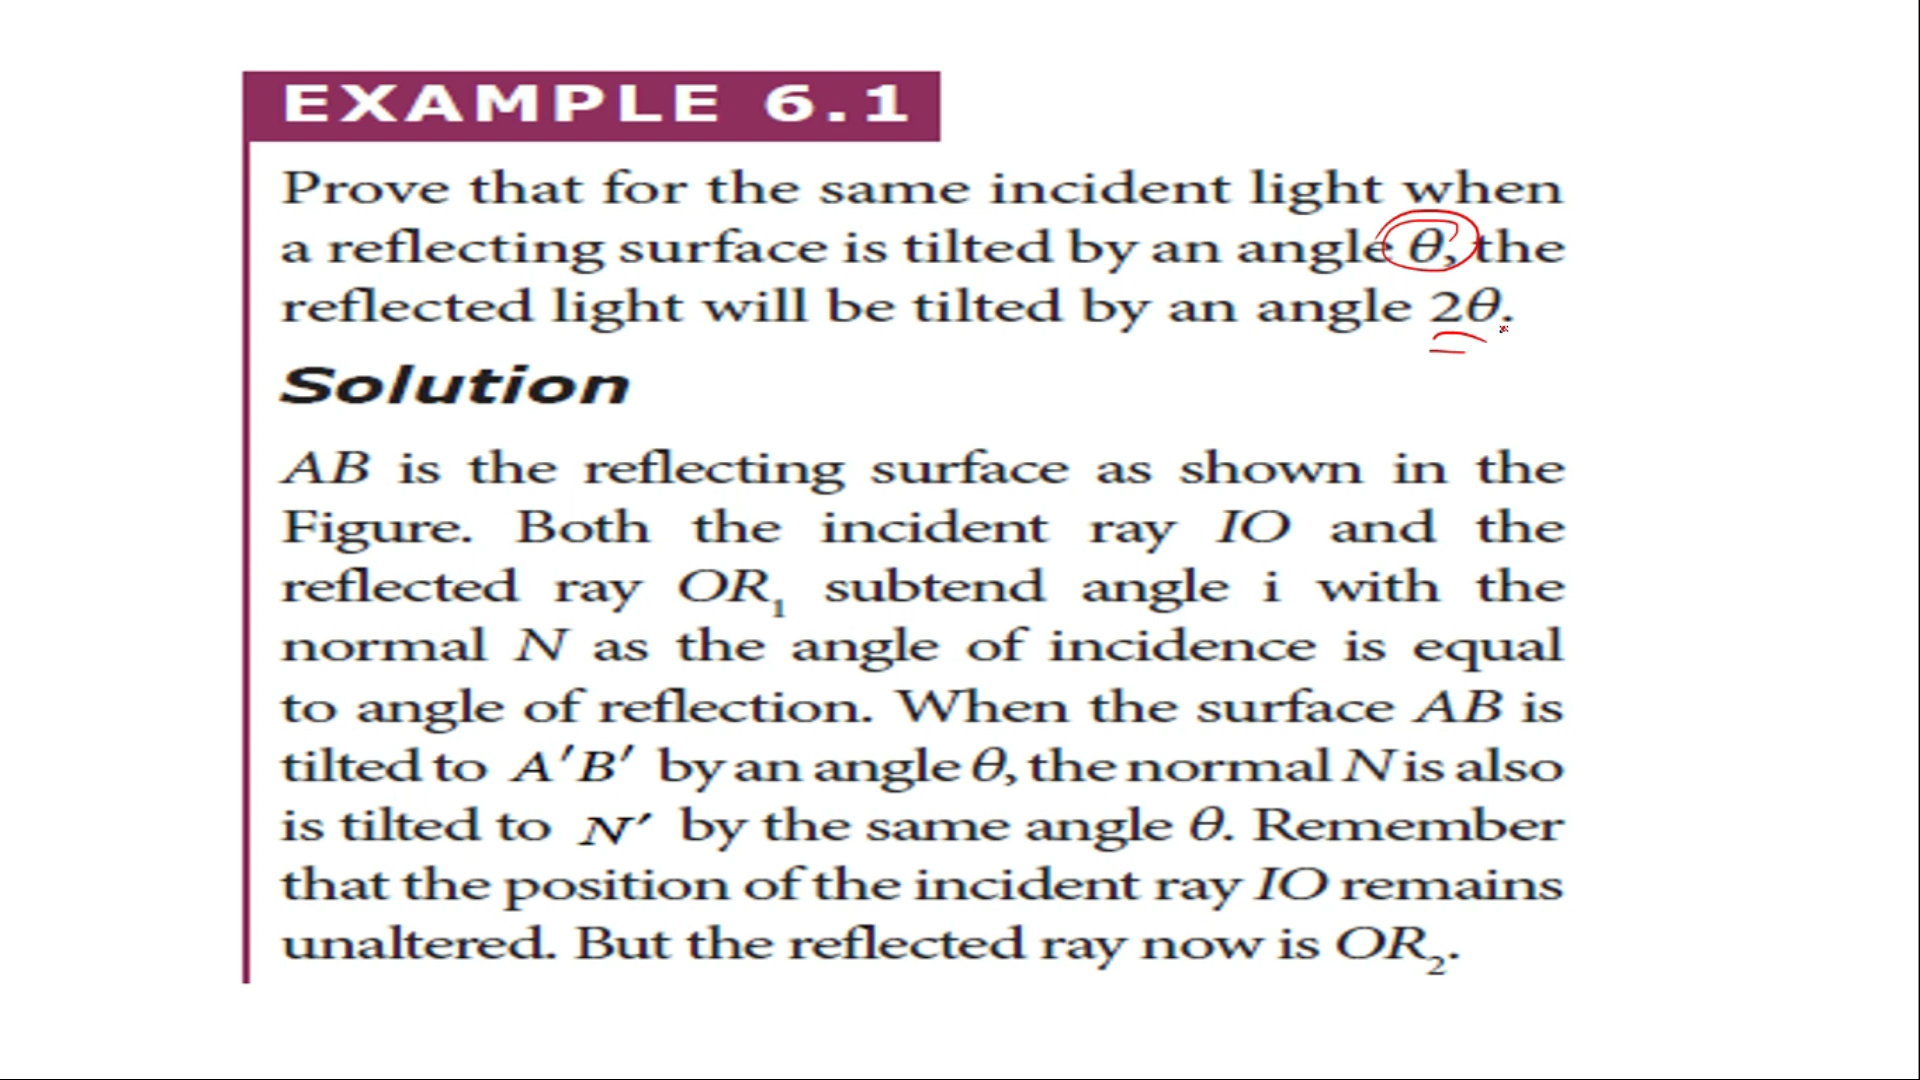 EXAMPLE 6.1
Prove that for the same incident light when
a reflecting surface is tilted by an angle θ, the
reflected light will be tilted by an angle 2θ.
Solution
AB is the reflecting surface as shown in the
Figure. Both the incident ray IO and the
reflected ray OR₁ subtend angle i with the
normal N as the angle of incidence is equal
to angle of reflection. When the surface AB is
tilted to A′B′ by an angle θ, the normal N is also
is tilted to N′ by the same angle θ. Remember
that the position of the incident ray IO remains
unaltered. But the reflected ray now is OR₂.